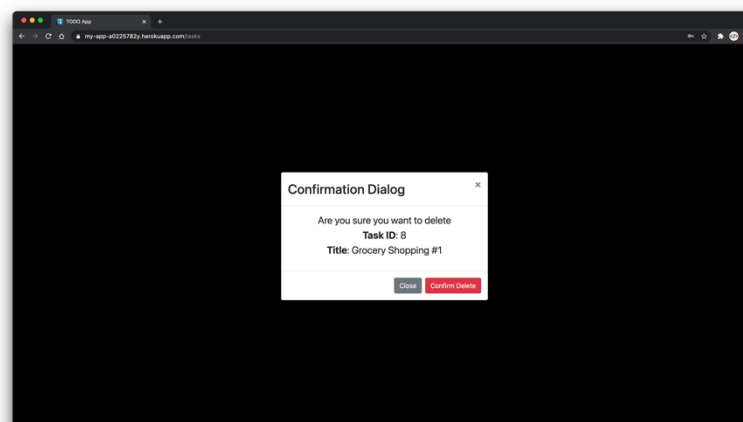 TODO App
my-app-a0225782y.herokuapp.com/tasks
Confirmation Dialog
×
Are you sure you want to delete
Task ID: 8
Title: Grocery Shopping #1
Close
Confirm Delete